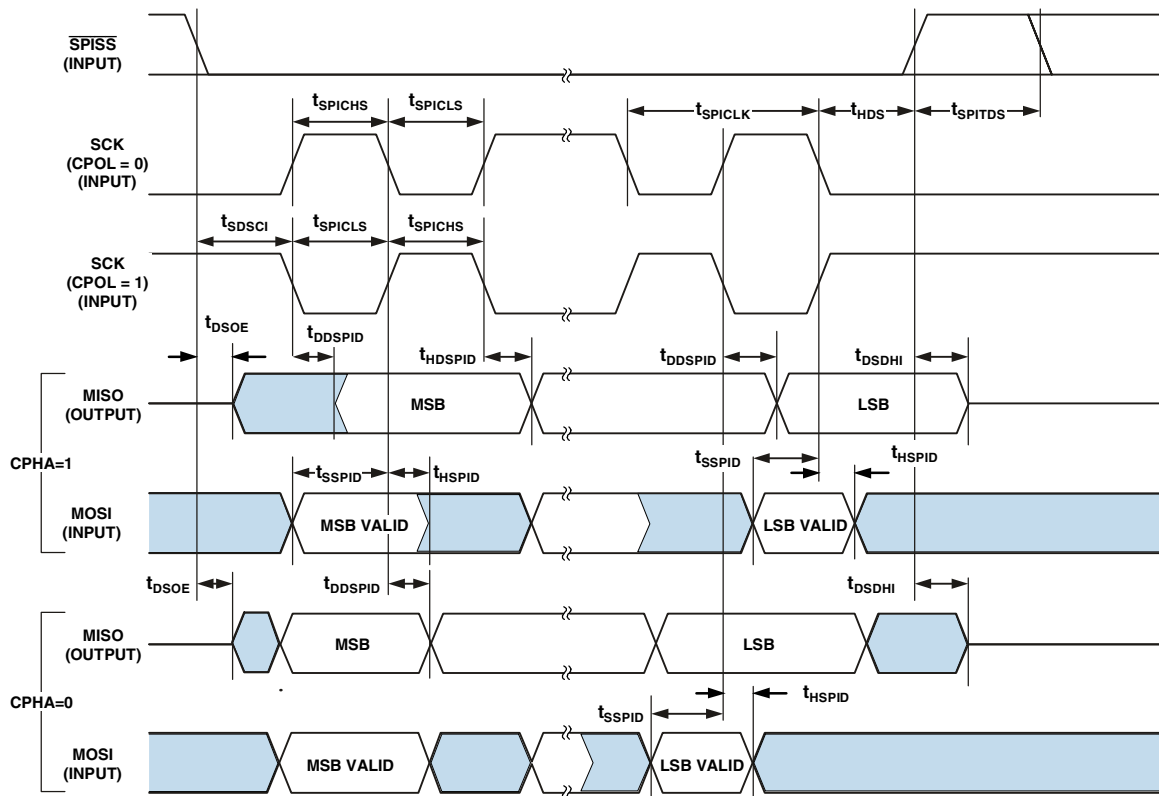 SPISS
(INPUT)
tSPICHS
tSPICLS
tSPICLK
tHDS
tSPITDS
SCK
(CPOL = 0)
(INPUT)
tSDSCI
tSPICLS
tSPICHS
SCK
(CPOL = 1)
(INPUT)
tDSOE
tDDSPID
tHDSPID
tDDSPID
tDSDHI
MISO
(OUTPUT)
MSB
LSB
CPHA=1
tSSPID
tHSPID
tSSPID
tHSPID
MOSI
(INPUT)
MSB VALID
LSB VALID
tDSOE
tDDSPID
tDSDHI
MISO
(OUTPUT)
MSB
LSB
CPHA=0
tSSPID
tHSPID
MOSI
(INPUT)
MSB VALID
LSB VALID